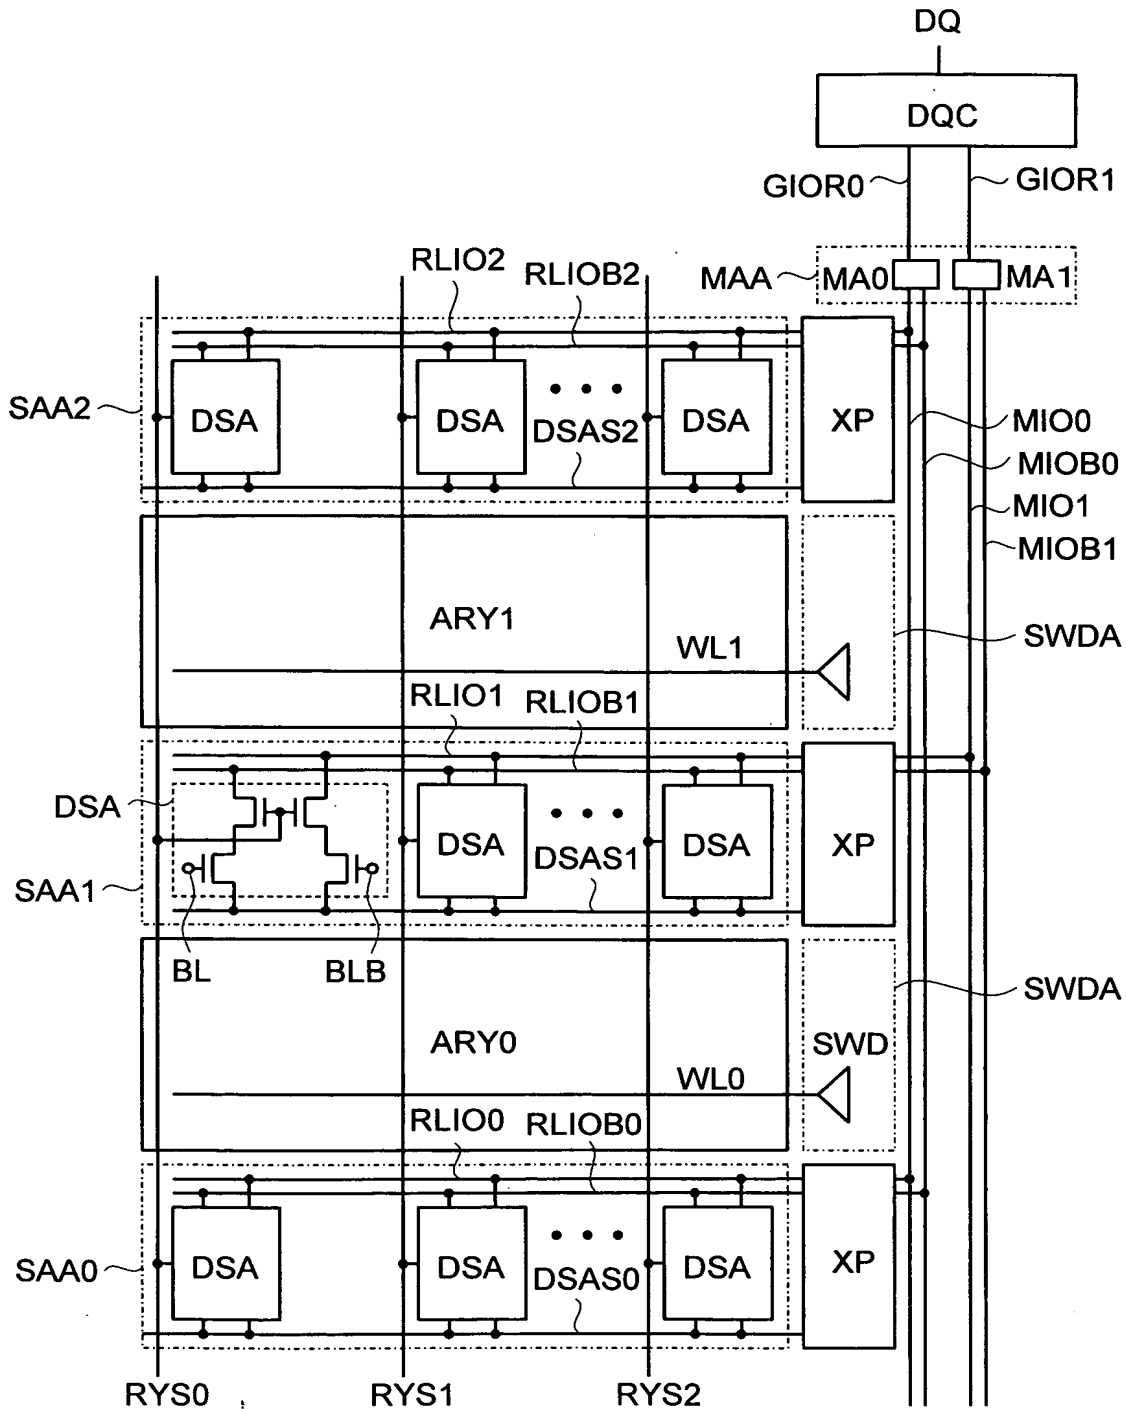 DQ
DQC
GIOR0
GIOR1
RLIO2
RLIOB2
MAA
MA0
MA1
SAA2
DSA
DSA
DSAS2
DSA
XP
MIO0
MIOB0
MIO1
MIOB1
ARY1
WL1
SWDA
RLIO1
RLIOB1
DSA
DSA
DSAS1
DSA
XP
SAA1
BL
BLB
SWDA
ARY0
SWD
WL0
RLIO0
RLIOB0
SAA0
DSA
DSA
DSAS0
DSA
XP
RYS0
RYS1
RYS2